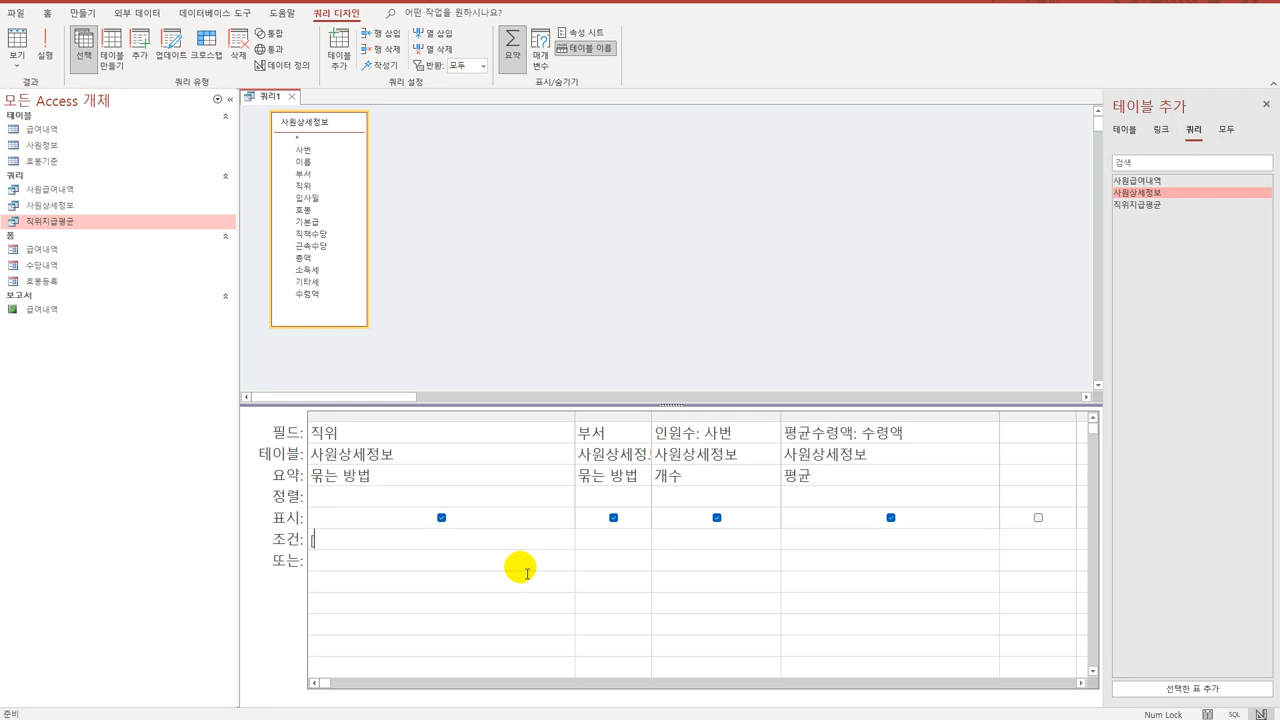 파일 홈 만들기 외부 데이터 데이터베이스 도구 도움말 쿼리 디자인 어떤 작업을 원하시나요?
보기 실행 선택 테이블 만들기 추가 업데이트 크로스탭 삭제 통합 통과 데이터 정의 테이블 추가 행 삽입 행 삭제 작성기 열 삽입 열 삭제 반환: 모두 요약 매개 변수 속성 시트 테이블 이름
결과 쿼리 유형 쿼리 설정 표시/숨기기
모든 Access 개체
테이블
급여내역
사원정보
호봉기준
쿼리
사원급여내역
사원상세정보
직위지급평균
폼
급여내역
수당내역
호봉등록
보고서
급여내역
쿼리1
사원상세정보
*
사번
이름
부서
직위
입사일
호봉
기본급
직책수당
근속수당
총액
소득세
기타세
수령액
필드: 직위 부서 인원수: 사번 평균수령액: 수령액
테이블: 사원상세정보 사원상세정보 사원상세정보 사원상세정보
요약: 묶는 방법 묶는 방법 개수 평균
정렬:
표시:
조건: [
또는:
테이블 추가
테이블 링크 쿼리 모두
검색
사원급여내역
사원상세정보
직위지급평균
선택한 표 추가
준비 Num Lock SQL